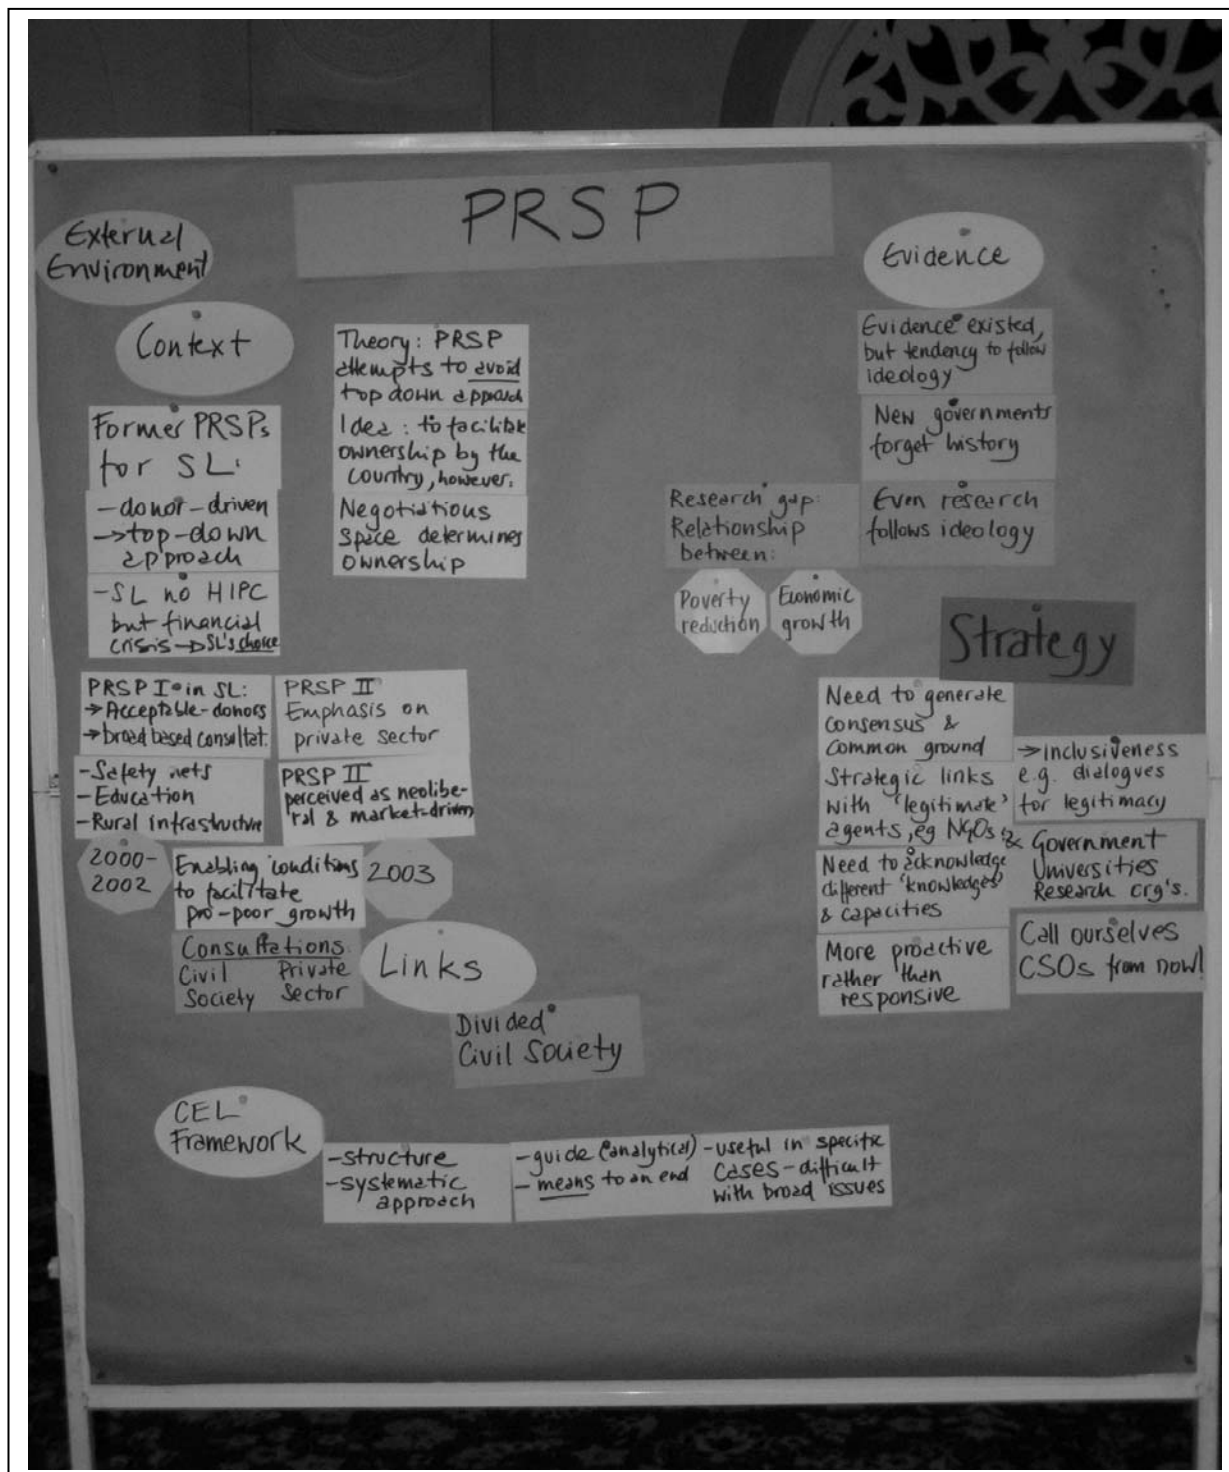 PRSP
External
Environment
Context
Former PRSPs
for SL:
-donor-driven
→top-down
approach
-SL no HIPC
but financial
crisis→SL's choice
Theory: PRSP
attempts to avoid
top down approach
Idea: to facilitate
ownership by the
country, however:
Negotiations
space determines
ownership
PRSP I in SL:
→Acceptable-donors
→broad based consultat.
-Safety nets
-Education
-Rural infrastructure
2000-
2002
PRSP II
Emphasis on
private sector
PRSP II
perceived as neolibe-
ral & market-driven
Enabling conditions
to facilitate
pro-poor growth
2003
Consultations:
Civil Private
Society Sector
Links
Divided
Civil Society
Evidence
Evidence existed,
but tendency to follow
ideology
New governments
forget history
Even research
follows ideology
Research gap:
Relationship
between:
Poverty
reduction
Economic
growth
Strategy
Need to generate
consensus &
common ground
→inclusiveness
e.g. dialogues
for legitimacy
Strategic links
with 'legitimate'
agents, eg NGOs &
Government
Universities
Research org's.
Need to acknowledge
different 'knowledges'
& capacities
More proactive
rather than
responsive
Call ourselves
CSOs from now!
CEL
Framework
-structure
-systematic
approach
-guide (analytical)
-means to an end
-useful in specific
cases-difficult
with broad issues